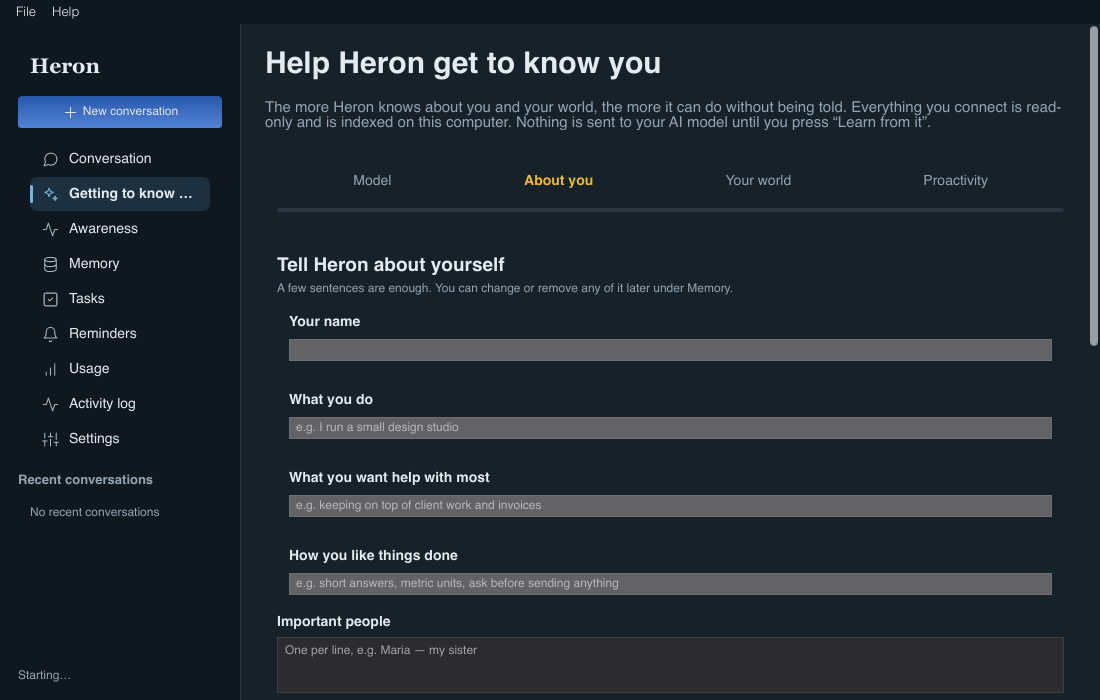 File Help
Heron
New conversation
Conversation
Getting to know ...
Awareness
Memory
Tasks
Reminders
Usage
Activity log
Settings
Recent conversations
No recent conversations
Starting...
Help Heron get to know you
The more Heron knows about you and your world, the more it can do without being told. Everything you connect is read-
only and is indexed on this computer. Nothing is sent to your AI model until you press “Learn from it”.
Model About you Your world Proactivity
Tell Heron about yourself
A few sentences are enough. You can change or remove any of it later under Memory.
Your name
What you do
e.g. I run a small design studio
What you want help with most
e.g. keeping on top of client work and invoices
How you like things done
e.g. short answers, metric units, ask before sending anything
Important people
One per line, e.g. Maria — my sister